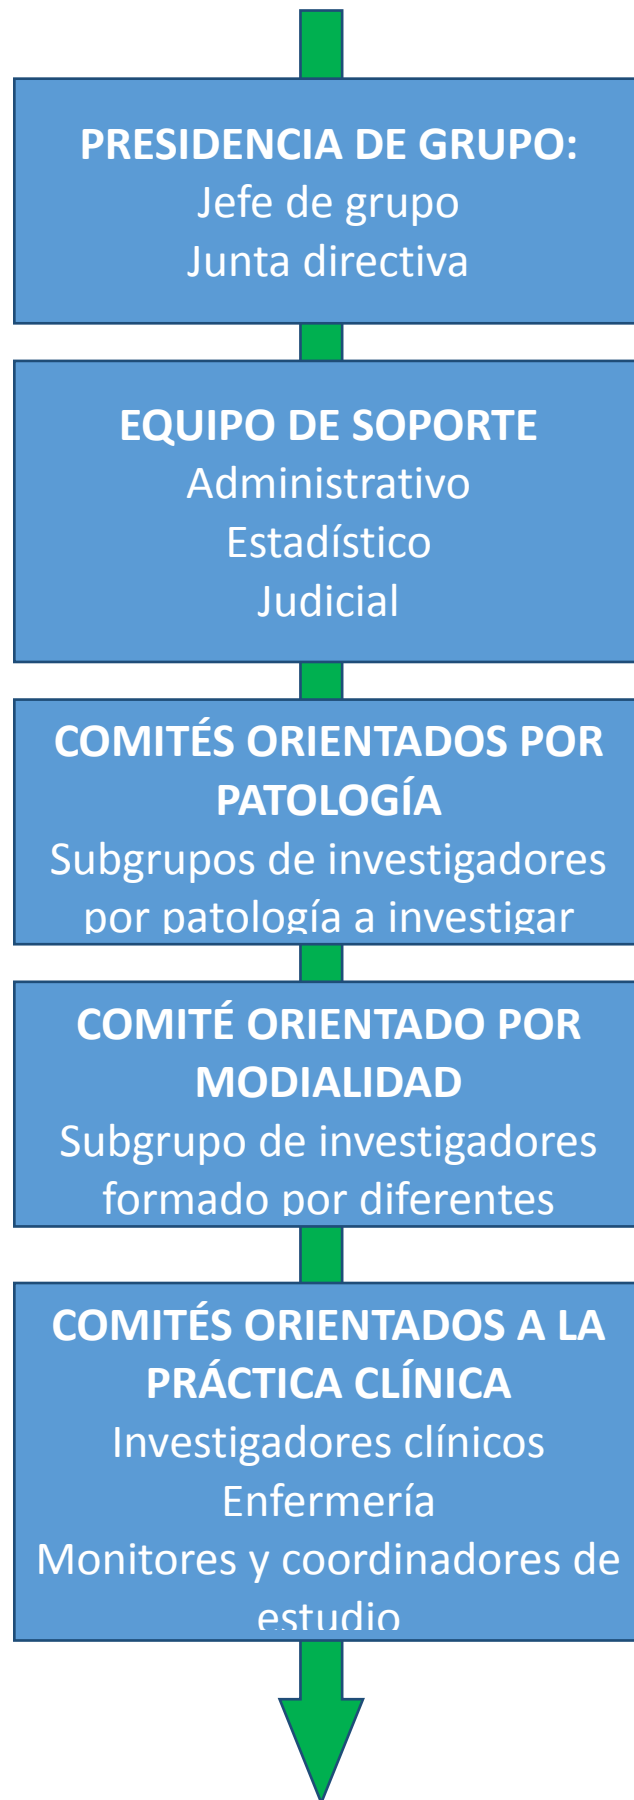 PRESIDENCIA DE GRUPO:
Jefe de grupo
Junta directiva
EQUIPO DE SOPORTE
Administrativo
Estadístico
Judicial
COMITÉS ORIENTADOS POR
PATOLOGÍA
Subgrupos de investigadores
por patología a investigar
COMITÉ ORIENTADO POR
MODIALIDAD
Subgrupo de investigadores
formado por diferentes
COMITÉS ORIENTADOS A LA
PRÁCTICA CLÍNICA
Investigadores clínicos
Enfermería
Monitores y coordinadores de
estudio